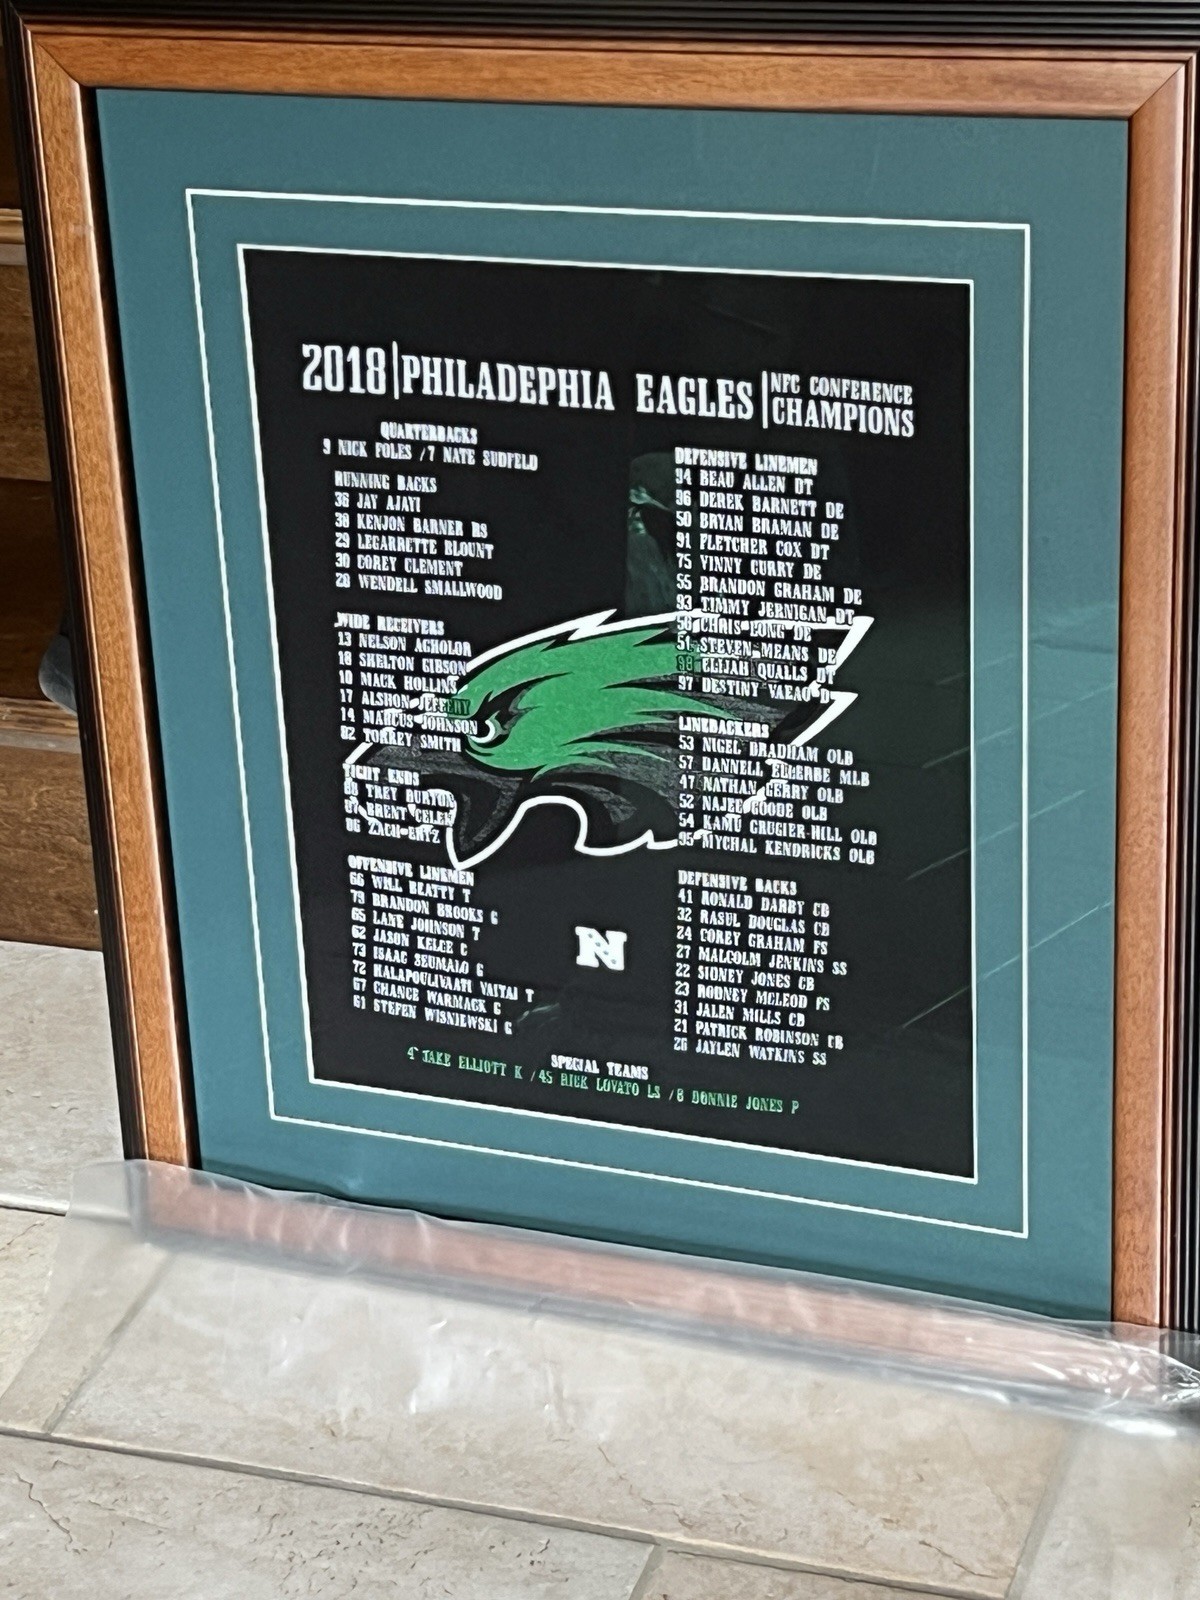 2018 | PHILADEPHIA EAGLES | NFC CONFERENCE CHAMPIONS
QUARTERBACKS
9 NICK FOLES / 7 NATE SUDFELD
RUNNING BACKS
36 JAY AJAYI
38 KENJON BARNER RS
29 LEGARRETTE BLOUNT
30 COREY CLEMENT
28 WENDELL SMALLWOOD
WIDE RECEIVERS
13 NELSON AGHOLOR
18 SHELTON GIBSON
10 MACK HOLLINS
17 ALSHON JEFFERY
14 MARCUS JOHNSON
82 TORREY SMITH
TIGHT ENDS
88 TREY BURTON
87 BRENT CELEK
86 ZACH ERTZ
OFFENSIVE LINEMEN
66 WILL BEATTY T
79 BRANDON BROOKS G
65 LANE JOHNSON T
62 JASON KELCE C
73 ISAAC SEUMALO G
72 HALAPOULIVAATI VAITAI T
67 CHANCE WARMACK G
61 STEFEN WISNIEWSKI G
DEFENSIVE LINEMEN
94 BEAU ALLEN DT
96 DEREK BARNETT DE
50 BRYAN BRAMAN DE
91 FLETCHER COX DT
75 VINNY CURRY DE
55 BRANDON GRAHAM DE
93 TIMMY JERNIGAN DT
56 CHRIS LONG DE
51 STEVEN MEANS DE
98 ELIJAH QUALLS DT
97 DESTINY VAEAO D
LINEBACKERS
53 NIGEL BRADHAM OLB
57 DANNELL ELLERBE MLB
47 NATHAN GERRY OLB
52 NAJEE GOODE OLB
54 KAMU GRUGIER-HILL OLB
95 MYCHAL KENDRICKS OLB
DEFENSIVE BACKS
41 RONALD DARBY CB
32 RASUL DOUGLAS CB
24 COREY GRAHAM FS
27 MALCOLM JENKINS SS
22 SIDNEY JONES CB
23 RODNEY MCLEOD FS
31 JALEN MILLS CB
21 PATRICK ROBINSON CB
26 JAYLEN WATKINS SS
N
SPECIAL TEAMS
4 JAKE ELLIOTT K / 45 RICK LOVATO LS / 8 DONNIE JONES P